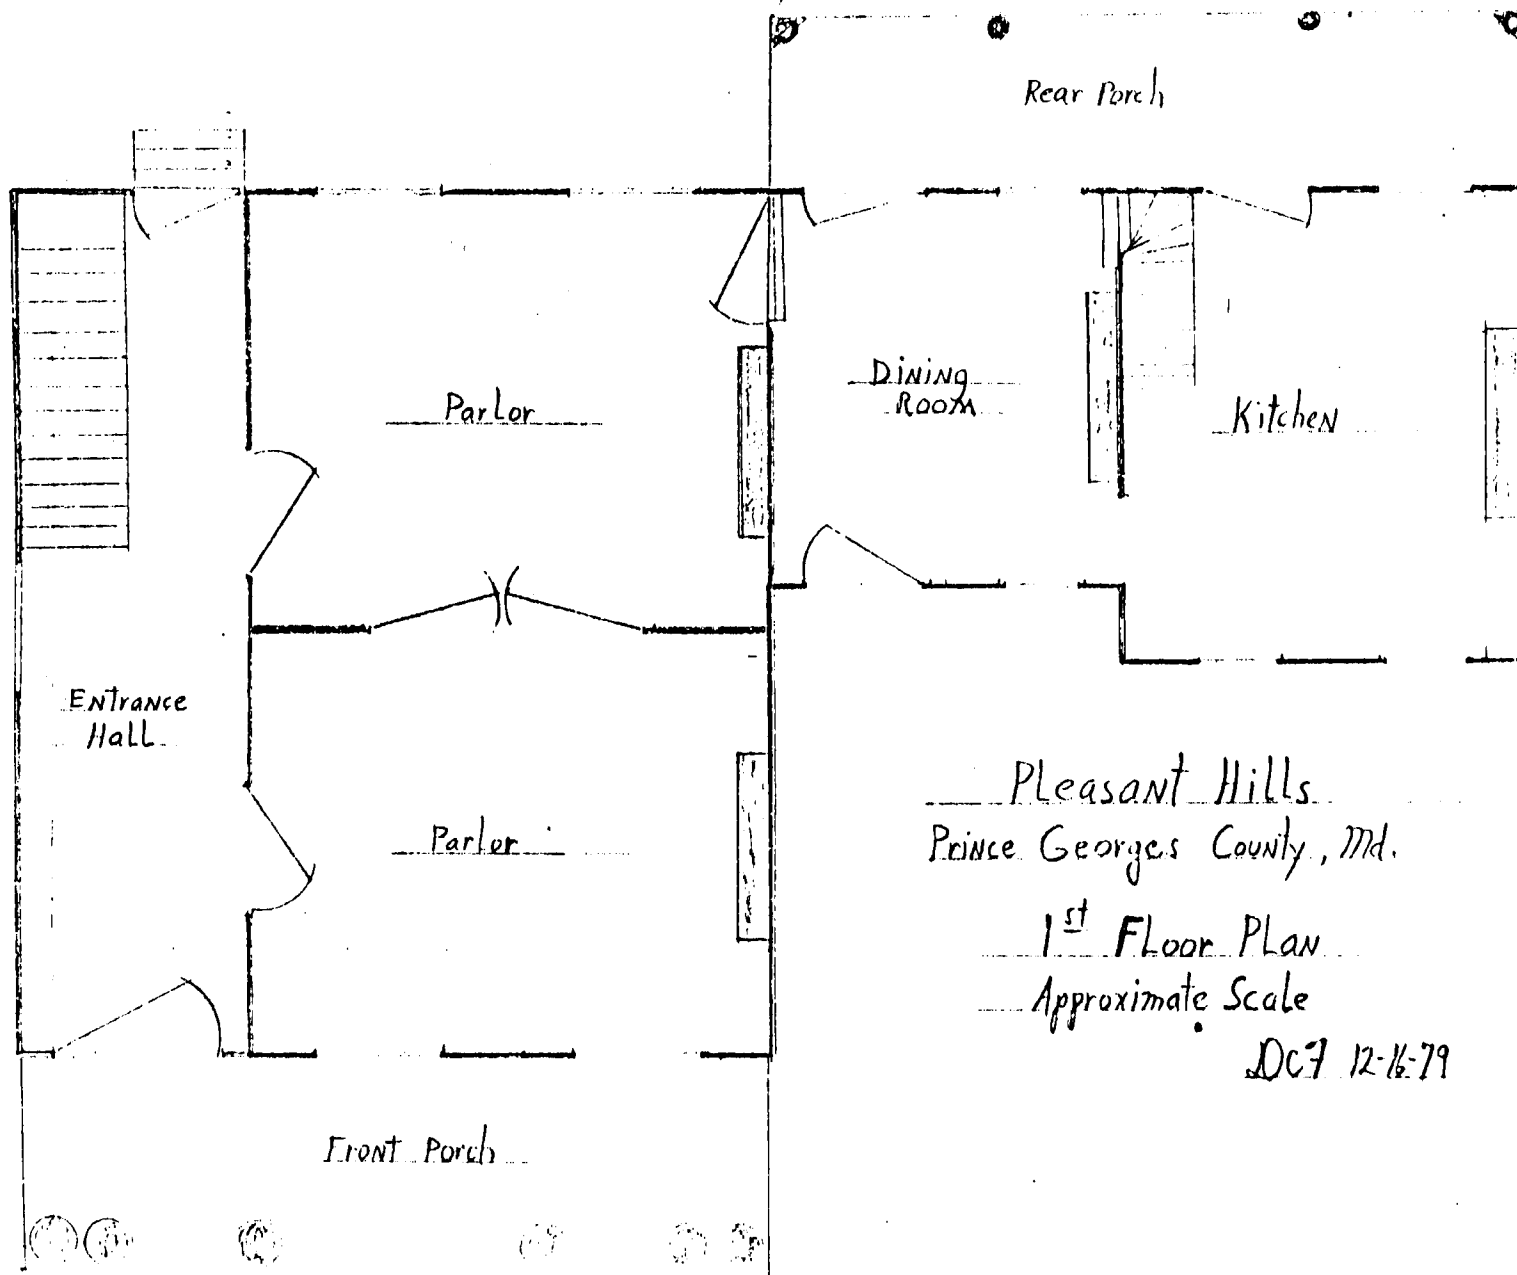 Rear Porch
Parlor
Dining
Room
Kitchen
Entrance
Hall
Parlor
Pleasant Hills
Prince Georges County, Md.
1st Floor Plan
Approximate Scale
12-16-79
Front Porch